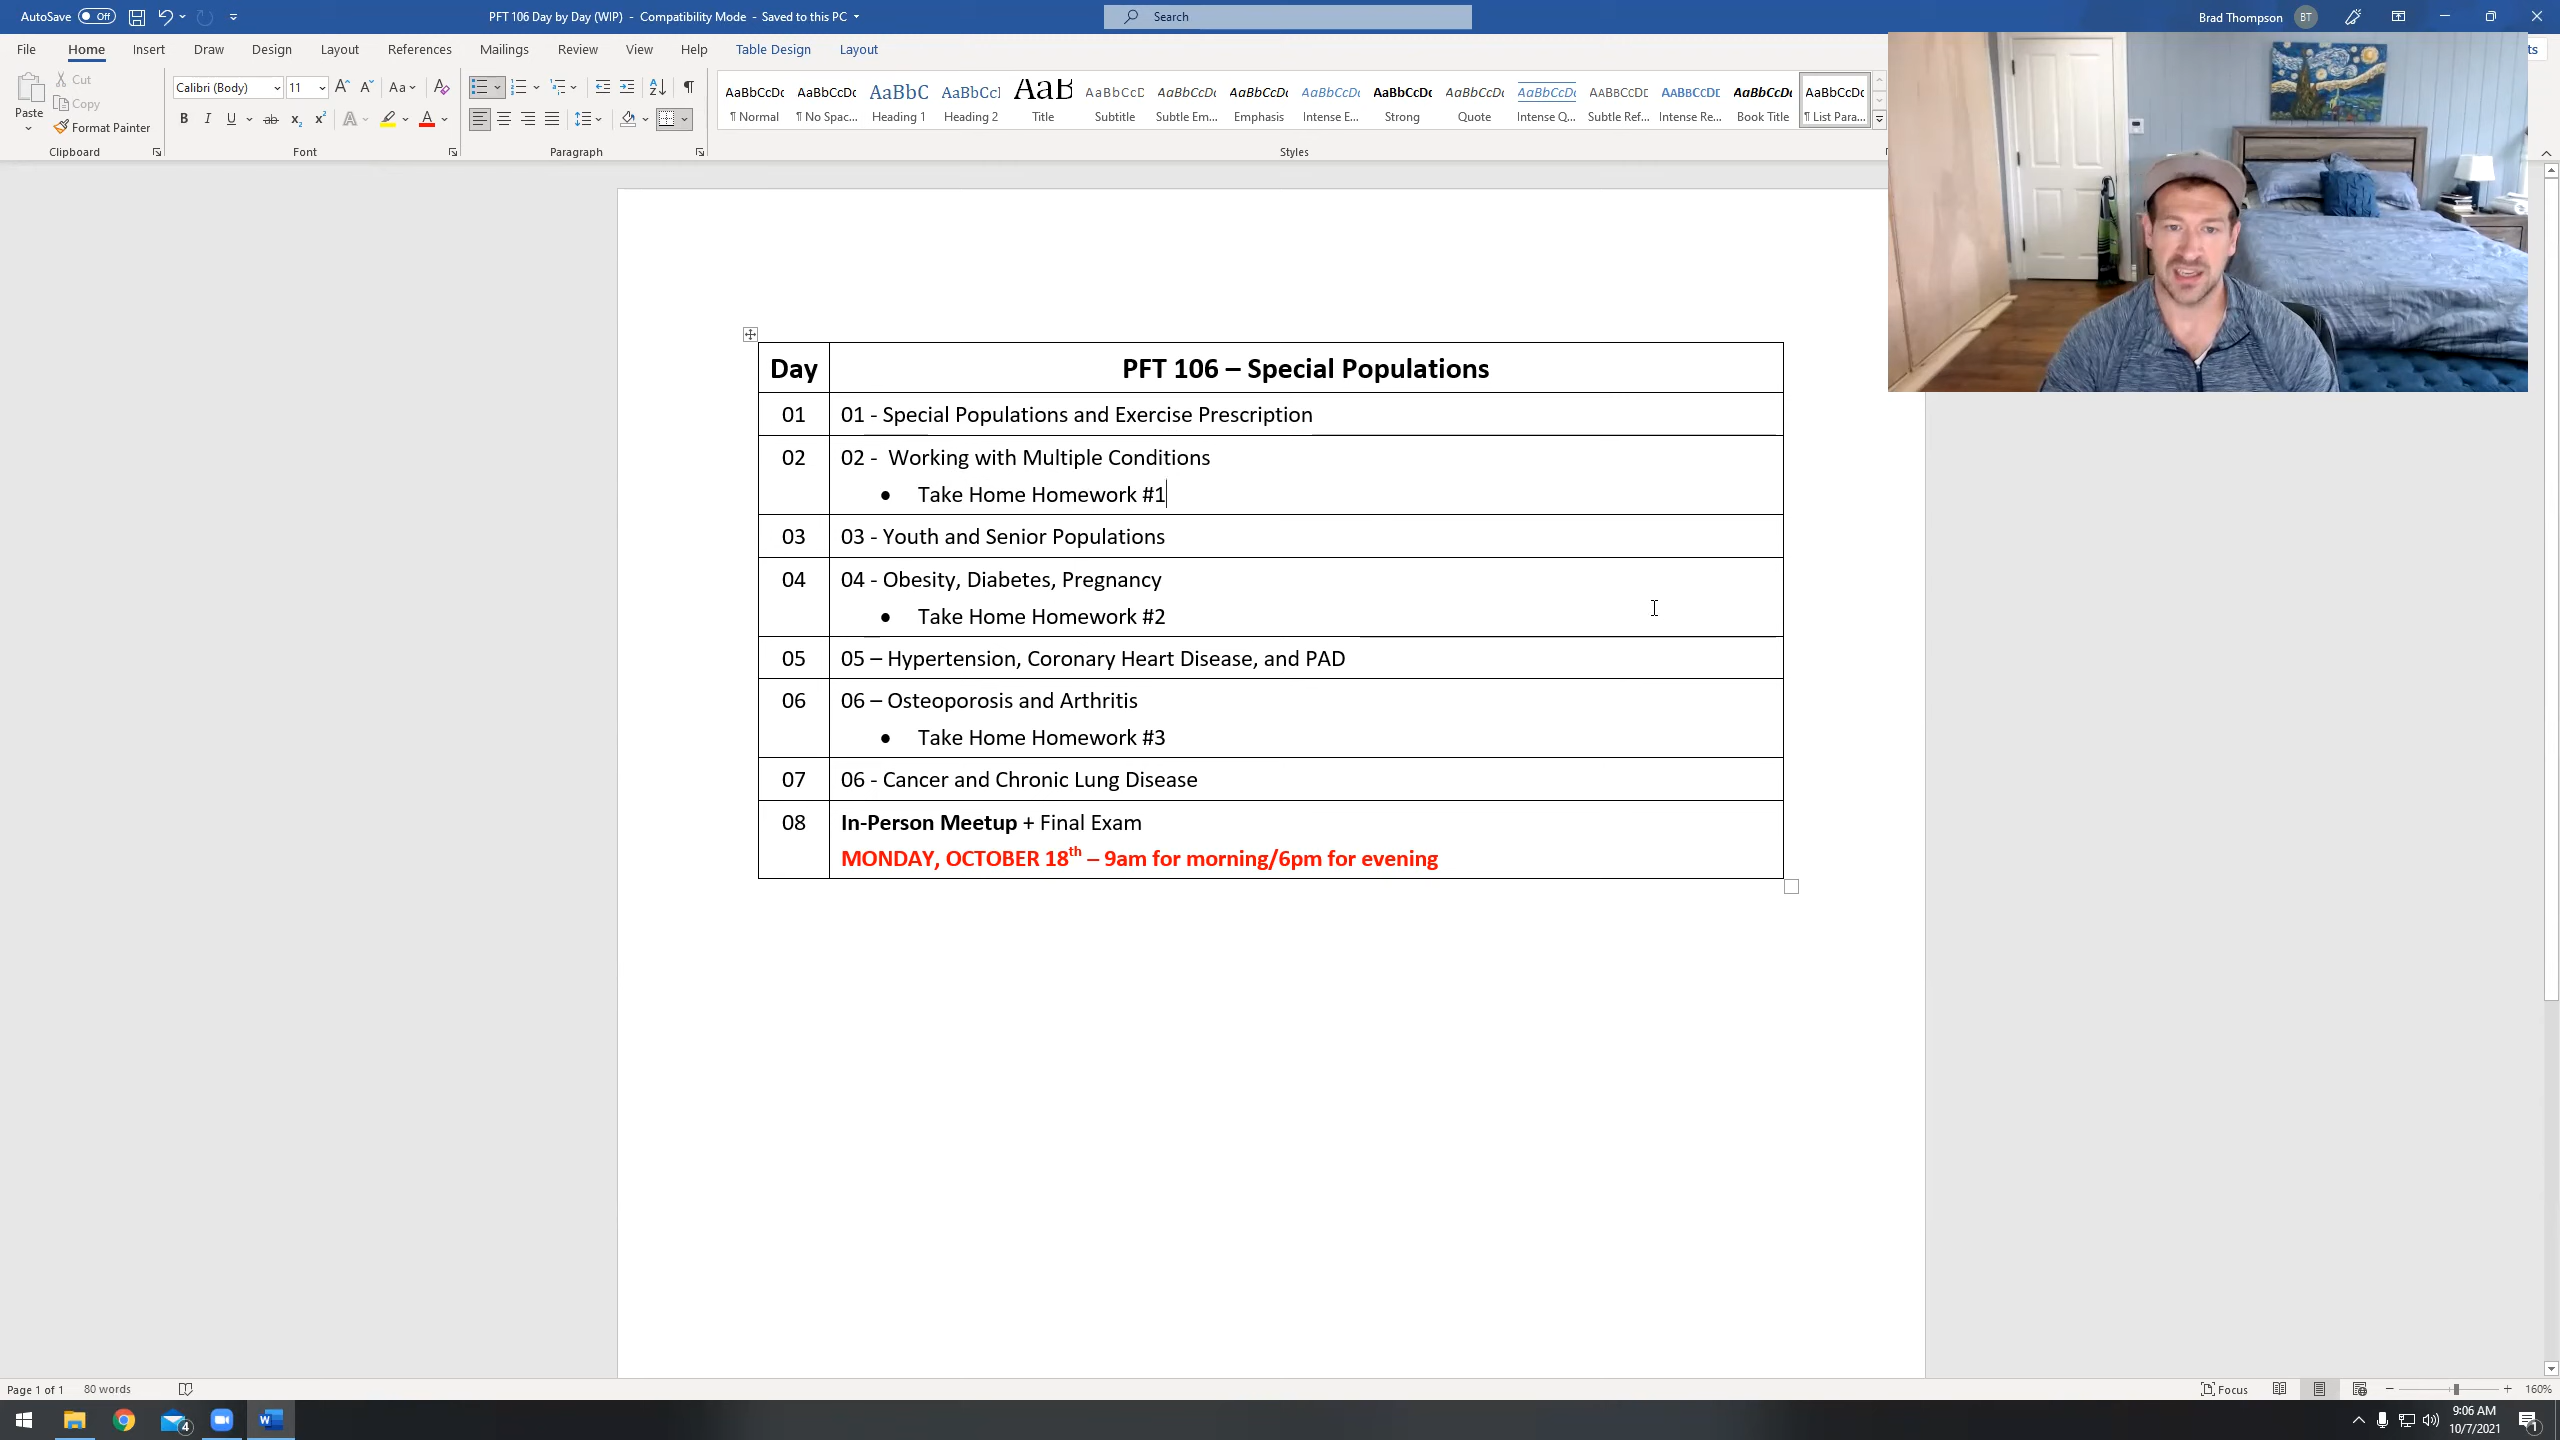 AutoSave Off PFT 106 Day by Day (WIP) - Compatibility Mode - Saved to this PC Search Brad Thompson BT
File Home Insert Draw Design Layout References Mailings Review View Help Table Design Layout ts
Paste Cut Copy Format Painter
Calibri (Body) 11
AaBbCcDc AaBbCcDc AaBbC AaBbCcI AaB AaBbCcD AaBbCcDc AaBbCcDc AaBbCcDc AaBbCcDc AaBbCcDc AaBbCcDc AABBCCDE AABBCCDE AaBbCcDc AaBbCcDc
¶ Normal ¶ No Spac... Heading 1 Heading 2 Title Subtitle Subtle Em... Emphasis Intense E... Strong Quote Intense Q... Subtle Ref... Intense Re... Book Title ¶ List Para...
Clipboard Font Paragraph Styles
Day PFT 106 – Special Populations
01 01 - Special Populations and Exercise Prescription
02 02 - Working with Multiple Conditions
• Take Home Homework #1
03 03 - Youth and Senior Populations
04 04 - Obesity, Diabetes, Pregnancy
• Take Home Homework #2
05 05 – Hypertension, Coronary Heart Disease, and PAD
06 06 – Osteoporosis and Arthritis
• Take Home Homework #3
07 06 - Cancer and Chronic Lung Disease
08 In-Person Meetup + Final Exam
MONDAY, OCTOBER 18th – 9am for morning/6pm for evening
Page 1 of 1 80 words Focus 160%
4 9:06 AM
10/7/2021 1